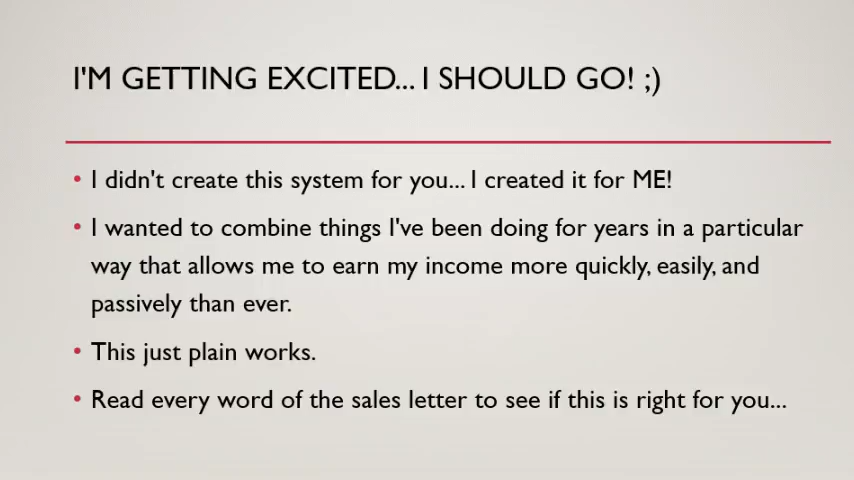 I'M GETTING EXCITED... I SHOULD GO! ;)
• I didn't create this system for you... I created it for ME!
• I wanted to combine things I've been doing for years in a particular
way that allows me to earn my income more quickly, easily, and
passively than ever.
• This just plain works.
• Read every word of the sales letter to see if this is right for you...